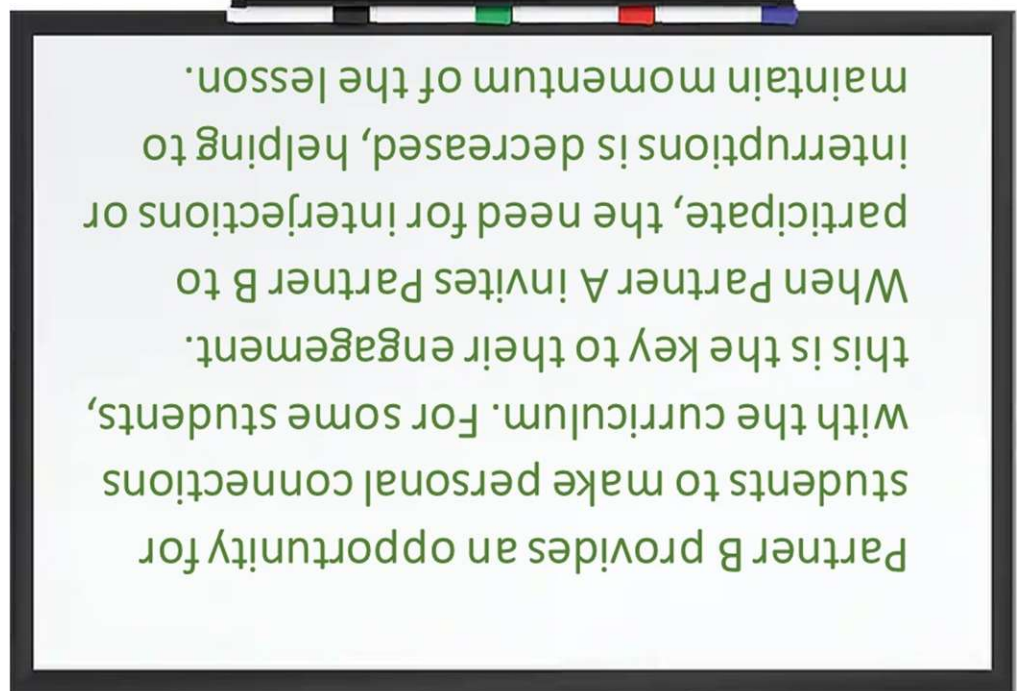 Partner B provides an opportunity for
students to make personal connections
with the curriculum. For some students,
this is the key to their engagement.
When Partner A invites Partner B to
participate, the need for interjections or
interruptions is decreased, helping to
maintain momentum of the lesson.